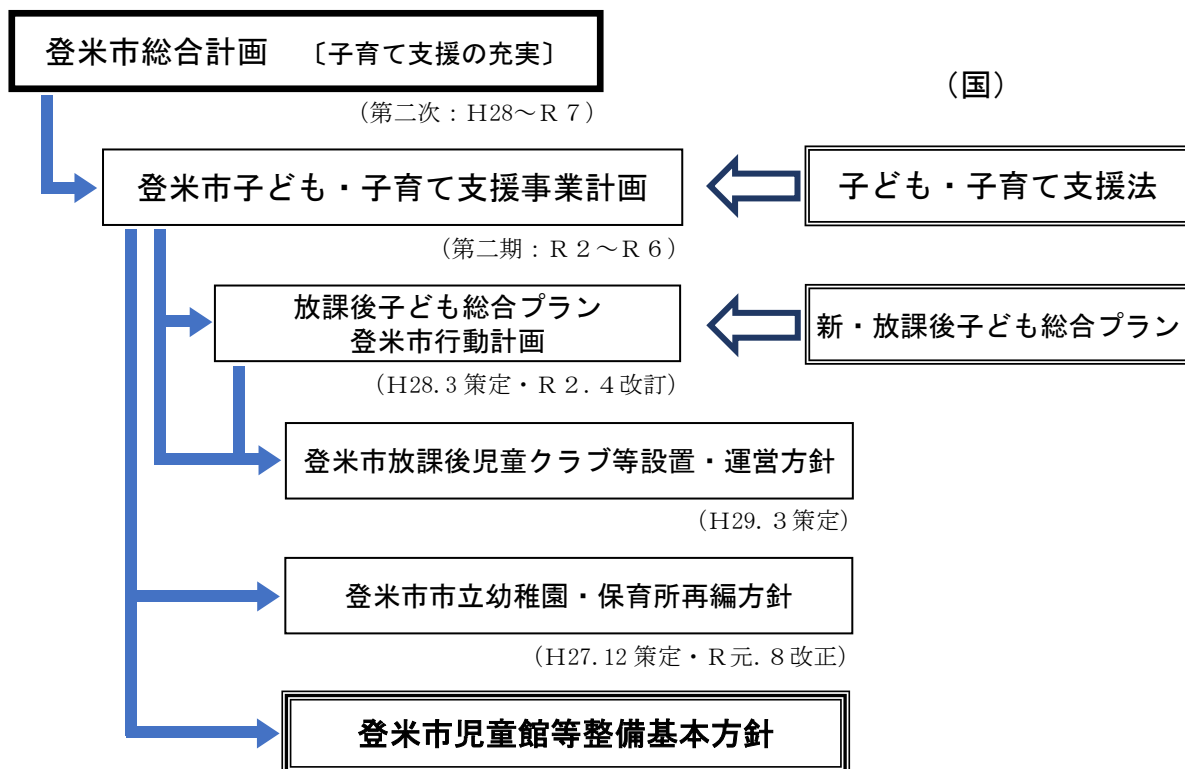 登米市総合計画　〔子育て支援の充実〕
（国）
（第二次：H28～R７）
登米市子ども・子育て支援事業計画
子ども・子育て支援法
（第二期：R２～R６）
放課後子ども総合プラン
登米市行動計画
新・放課後子ども総合プラン
（H28.3 策定・R２.４改訂）
登米市放課後児童クラブ等設置・運営方針
（H29.３策定）
登米市市立幼稚園・保育所再編方針
（H27.12 策定・R元.８改正）
登米市児童館等整備基本方針